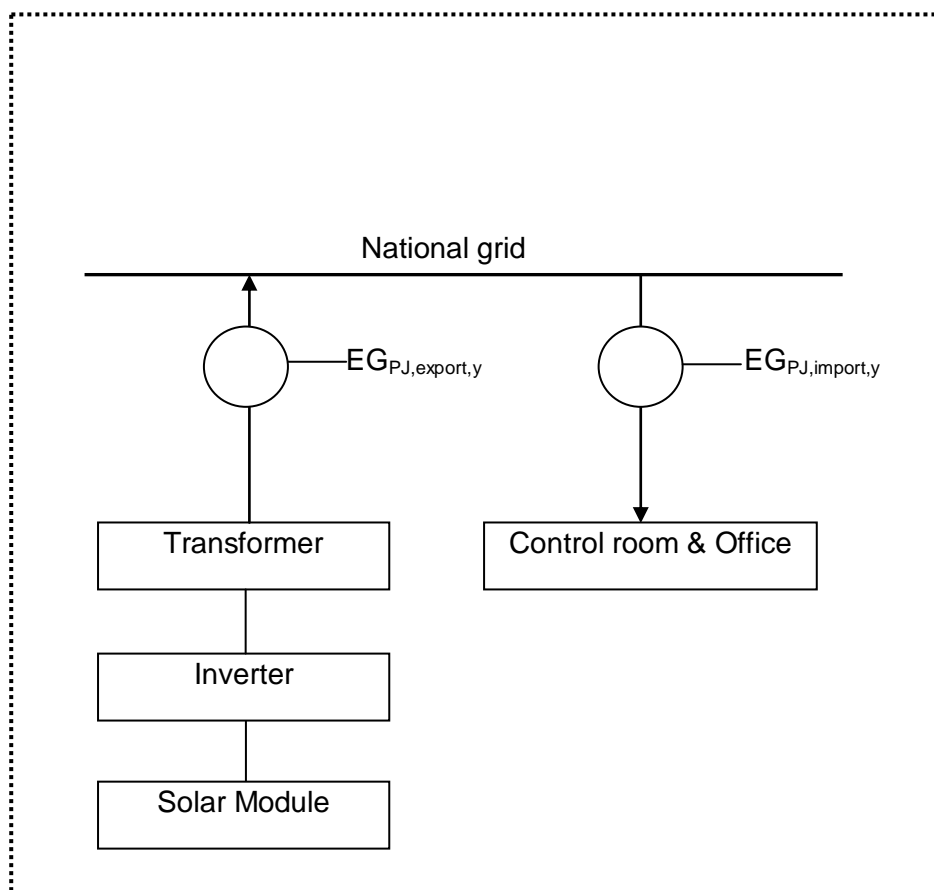 National grid
EGPJ,export,y
EGPJ,import,y
Transformer
Control room & Office
Inverter
Solar Module